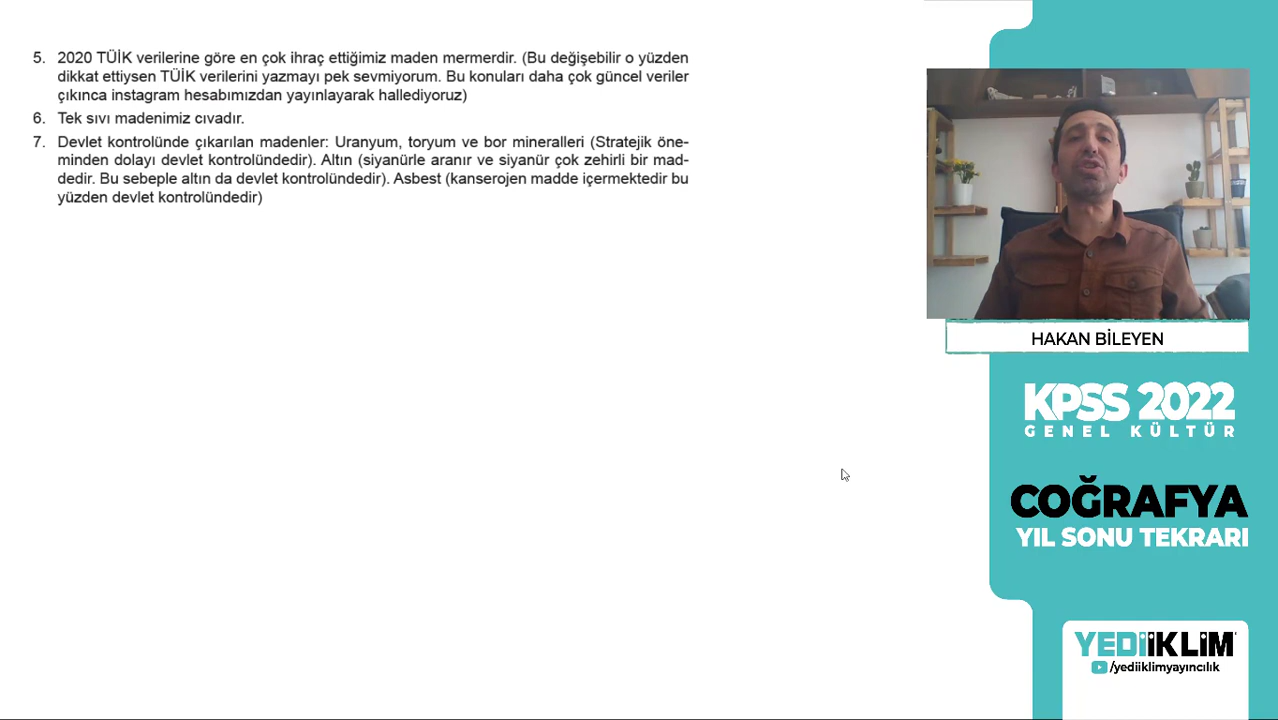 5. 2020 TÜİK verilerine göre en çok ihraç ettiğimiz maden mermerdir. (Bu değişebilir o yüzden
dikkat ettiysen TÜİK verilerini yazmayı pek sevmiyorum. Bu konuları daha çok güncel veriler
çıkınca instagram hesabımızdan yayınlayarak hallediyoruz)
6. Tek sıvı madenimiz cıvadır.
7. Devlet kontrolünde çıkarılan madenler: Uranyum, toryum ve bor mineralleri (Stratejik öne-
minden dolayı devlet kontrolündedir). Altın (siyanürle aranır ve siyanür çok zehirli bir mad-
dedir. Bu sebeple altın da devlet kontrolündedir). Asbest (kanserojen madde içermektedir bu
yüzden devlet kontrolündedir)
HAKAN BİLEYEN
KPSS 2022
GENEL KÜLTÜR
COĞRAFYA
YIL SONU TEKRARI
YEDİİKLİM
/yediiklimyayıncılık